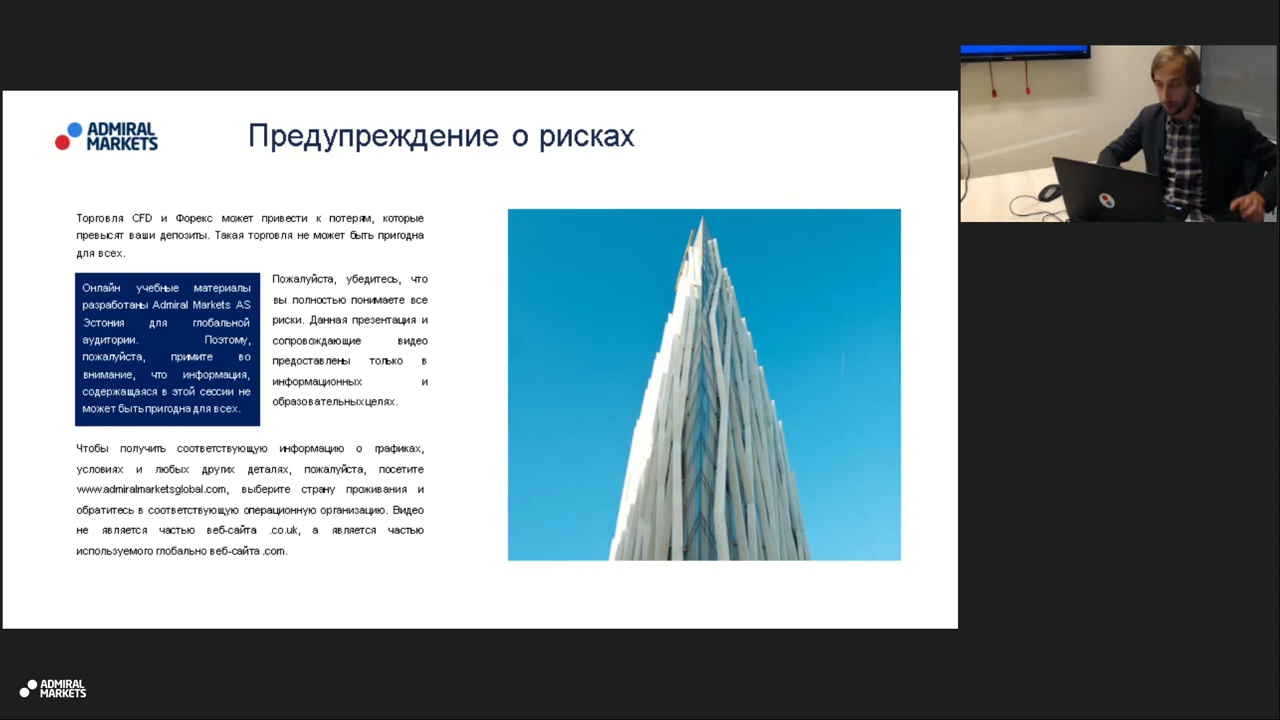 ADMIRAL
MARKETS
Предупреждение о рисках
Торговля CFD и Форекс может привести к потерям, которые
превысят ваши депозиты. Такая торговля не может быть пригодна
для всех.
Онлайн учебные материалы
разработаны Admiral Markets AS
Эстония для глобальной
аудитории. Поэтому,
пожалуйста, примите во
внимание, что информация,
содержащаяся в этой сессии не
может быть пригодна для всех.
Пожалуйста, убедитесь, что
вы полностью понимаете все
риски. Данная презентация и
сопровождающие видео
предоставлены только в
информационных и
образовательных целях.
Чтобы получить соответствующую информацию о графиках,
условиях и любых других деталях, пожалуйста, посетите
www.admiralmarketsglobal.com, выберите страну проживания и
обратитесь в соответствующую операционную организацию. Видео
не является частью веб-сайта .co.uk, а является частью
используемого глобально веб-сайта .com.
ADMIRAL
MARKETS